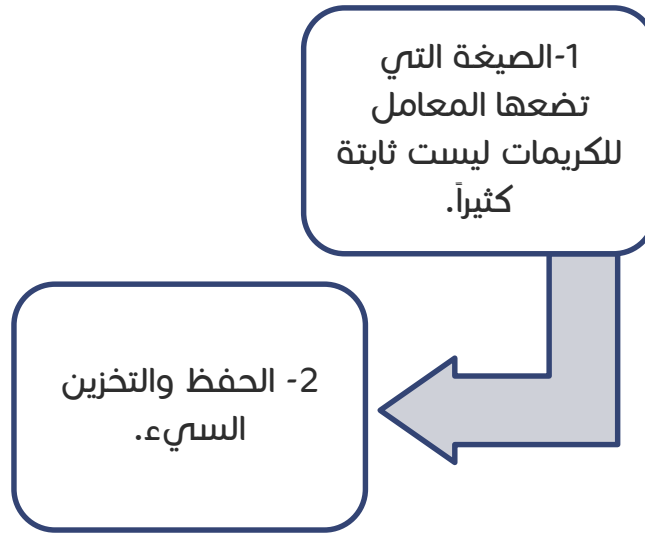 1-الصيغة التي
تضعها المعامل
للكريمات ليست ثابتة
كثيراً.
2- الحفظ والتخزين
السيء.